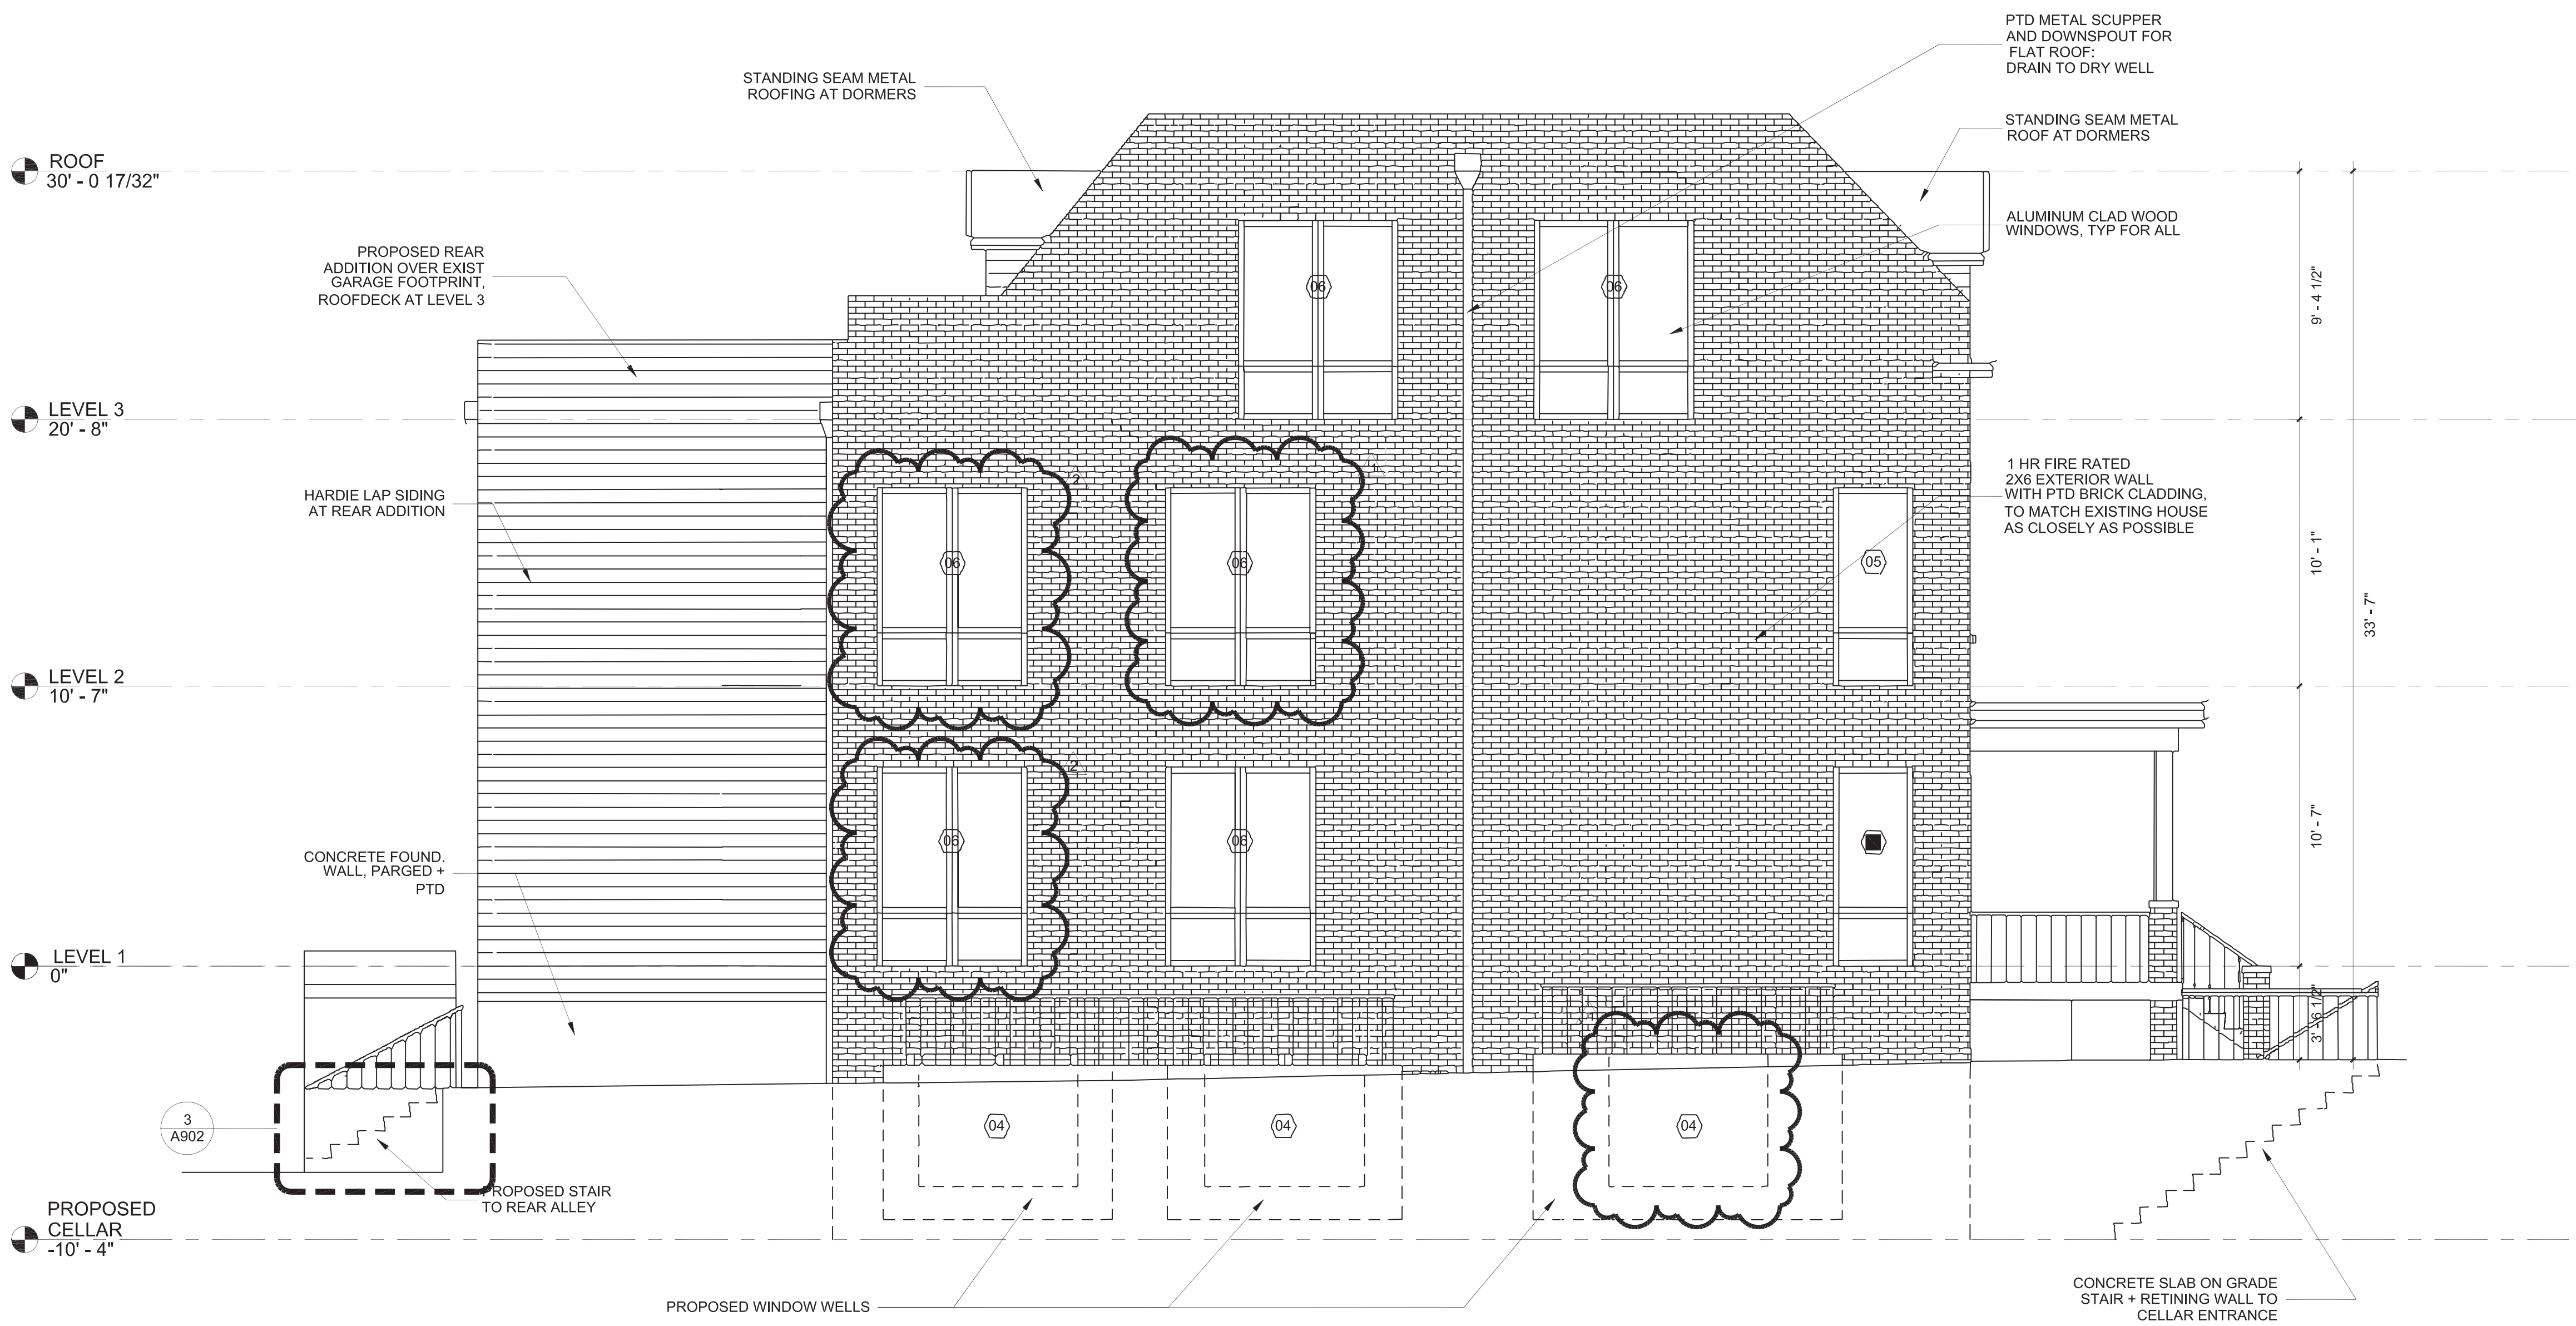 PTD METAL SCUPPER
AND DOWNSPOUT FOR
FLAT ROOF:
DRAIN TO DRY WELL
STANDING SEAM METAL
ROOFING AT DORMERS
STANDING SEAM METAL
ROOF AT DORMERS
ROOF
30' - 0 17/32"
ALUMINUM CLAD WOOD
WINDOWS, TYP FOR ALL
PROPOSED REAR
ADDITION OVER EXIST
GARAGE FOOTPRINT,
ROOFDECK AT LEVEL 3
06
06
9' - 4 1/2"
LEVEL 3
20' - 8"
2
1
1 HR FIRE RATED
2X6 EXTERIOR WALL
WITH PTD BRICK CLADDING,
TO MATCH EXISTING HOUSE
AS CLOSELY AS POSSIBLE
HARDIE LAP SIDING
AT REAR ADDITION
06
06
05
10' - 1"
33' - 7"
LEVEL 2
10' - 7"
2
06
06
10' - 7"
CONCRETE FOUND.
WALL, PARGED +
PTD
LEVEL 1
0"
3' - 6 1/2"
3
A902
04
04
04
PROPOSED STAIR
TO REAR ALLEY
PROPOSED
CELLAR
-10' - 4"
PROPOSED WINDOW WELLS
CONCRETE SLAB ON GRADE
STAIR + RETINING WALL TO
CELLAR ENTRANCE